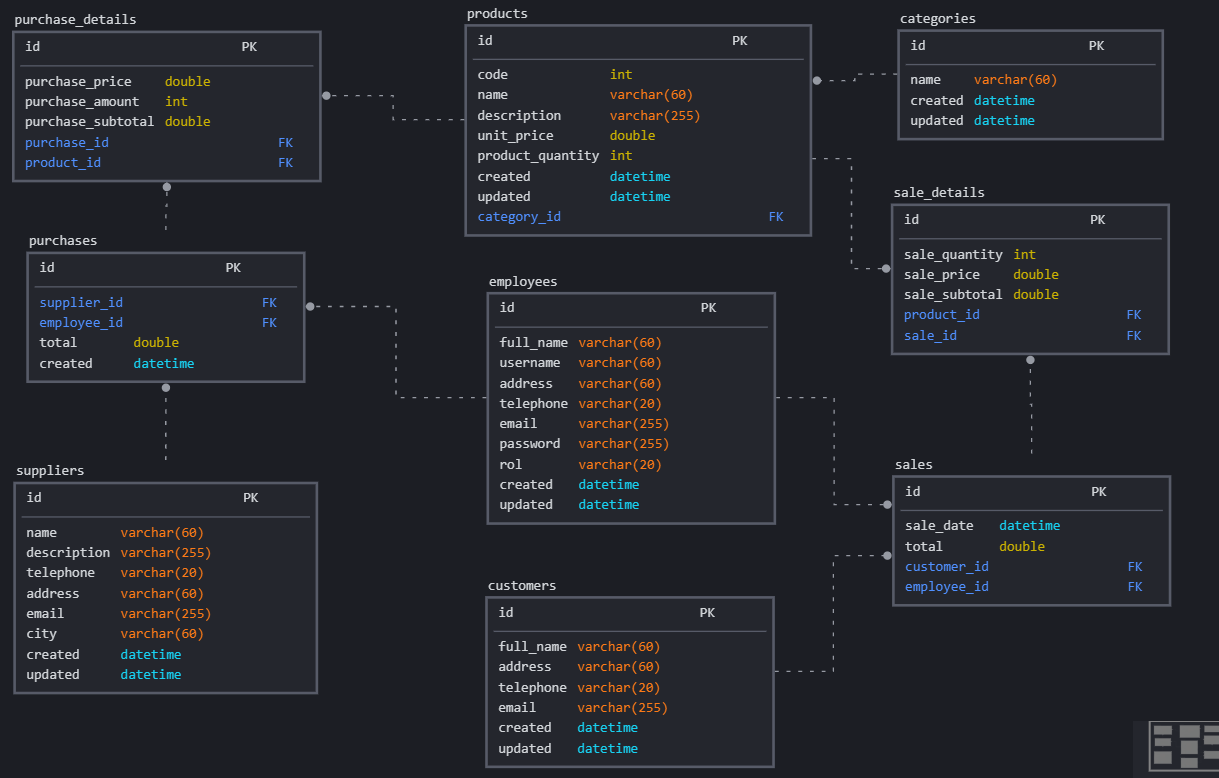 purchase_details
id PK
purchase_price double
purchase_amount int
purchase_subtotal double
purchase_id FK
product_id FK
purchases
id PK
supplier_id FK
employee_id FK
total double
created datetime
suppliers
id PK
name varchar(60)
description varchar(255)
telephone varchar(20)
address varchar(60)
email varchar(255)
city varchar(60)
created datetime
updated datetime
products
id PK
code int
name varchar(60)
description varchar(255)
unit_price double
product_quantity int
created datetime
updated datetime
category_id FK
employees
id PK
full_name varchar(60)
username varchar(60)
address varchar(60)
telephone varchar(20)
email varchar(255)
password varchar(255)
rol varchar(20)
created datetime
updated datetime
customers
id PK
full_name varchar(60)
address varchar(60)
telephone varchar(20)
email varchar(255)
created datetime
updated datetime
categories
id PK
name varchar(60)
created datetime
updated datetime
sale_details
id PK
sale_quantity int
sale_price double
sale_subtotal double
product_id FK
sale_id FK
sales
id PK
sale_date datetime
total double
customer_id FK
employee_id FK